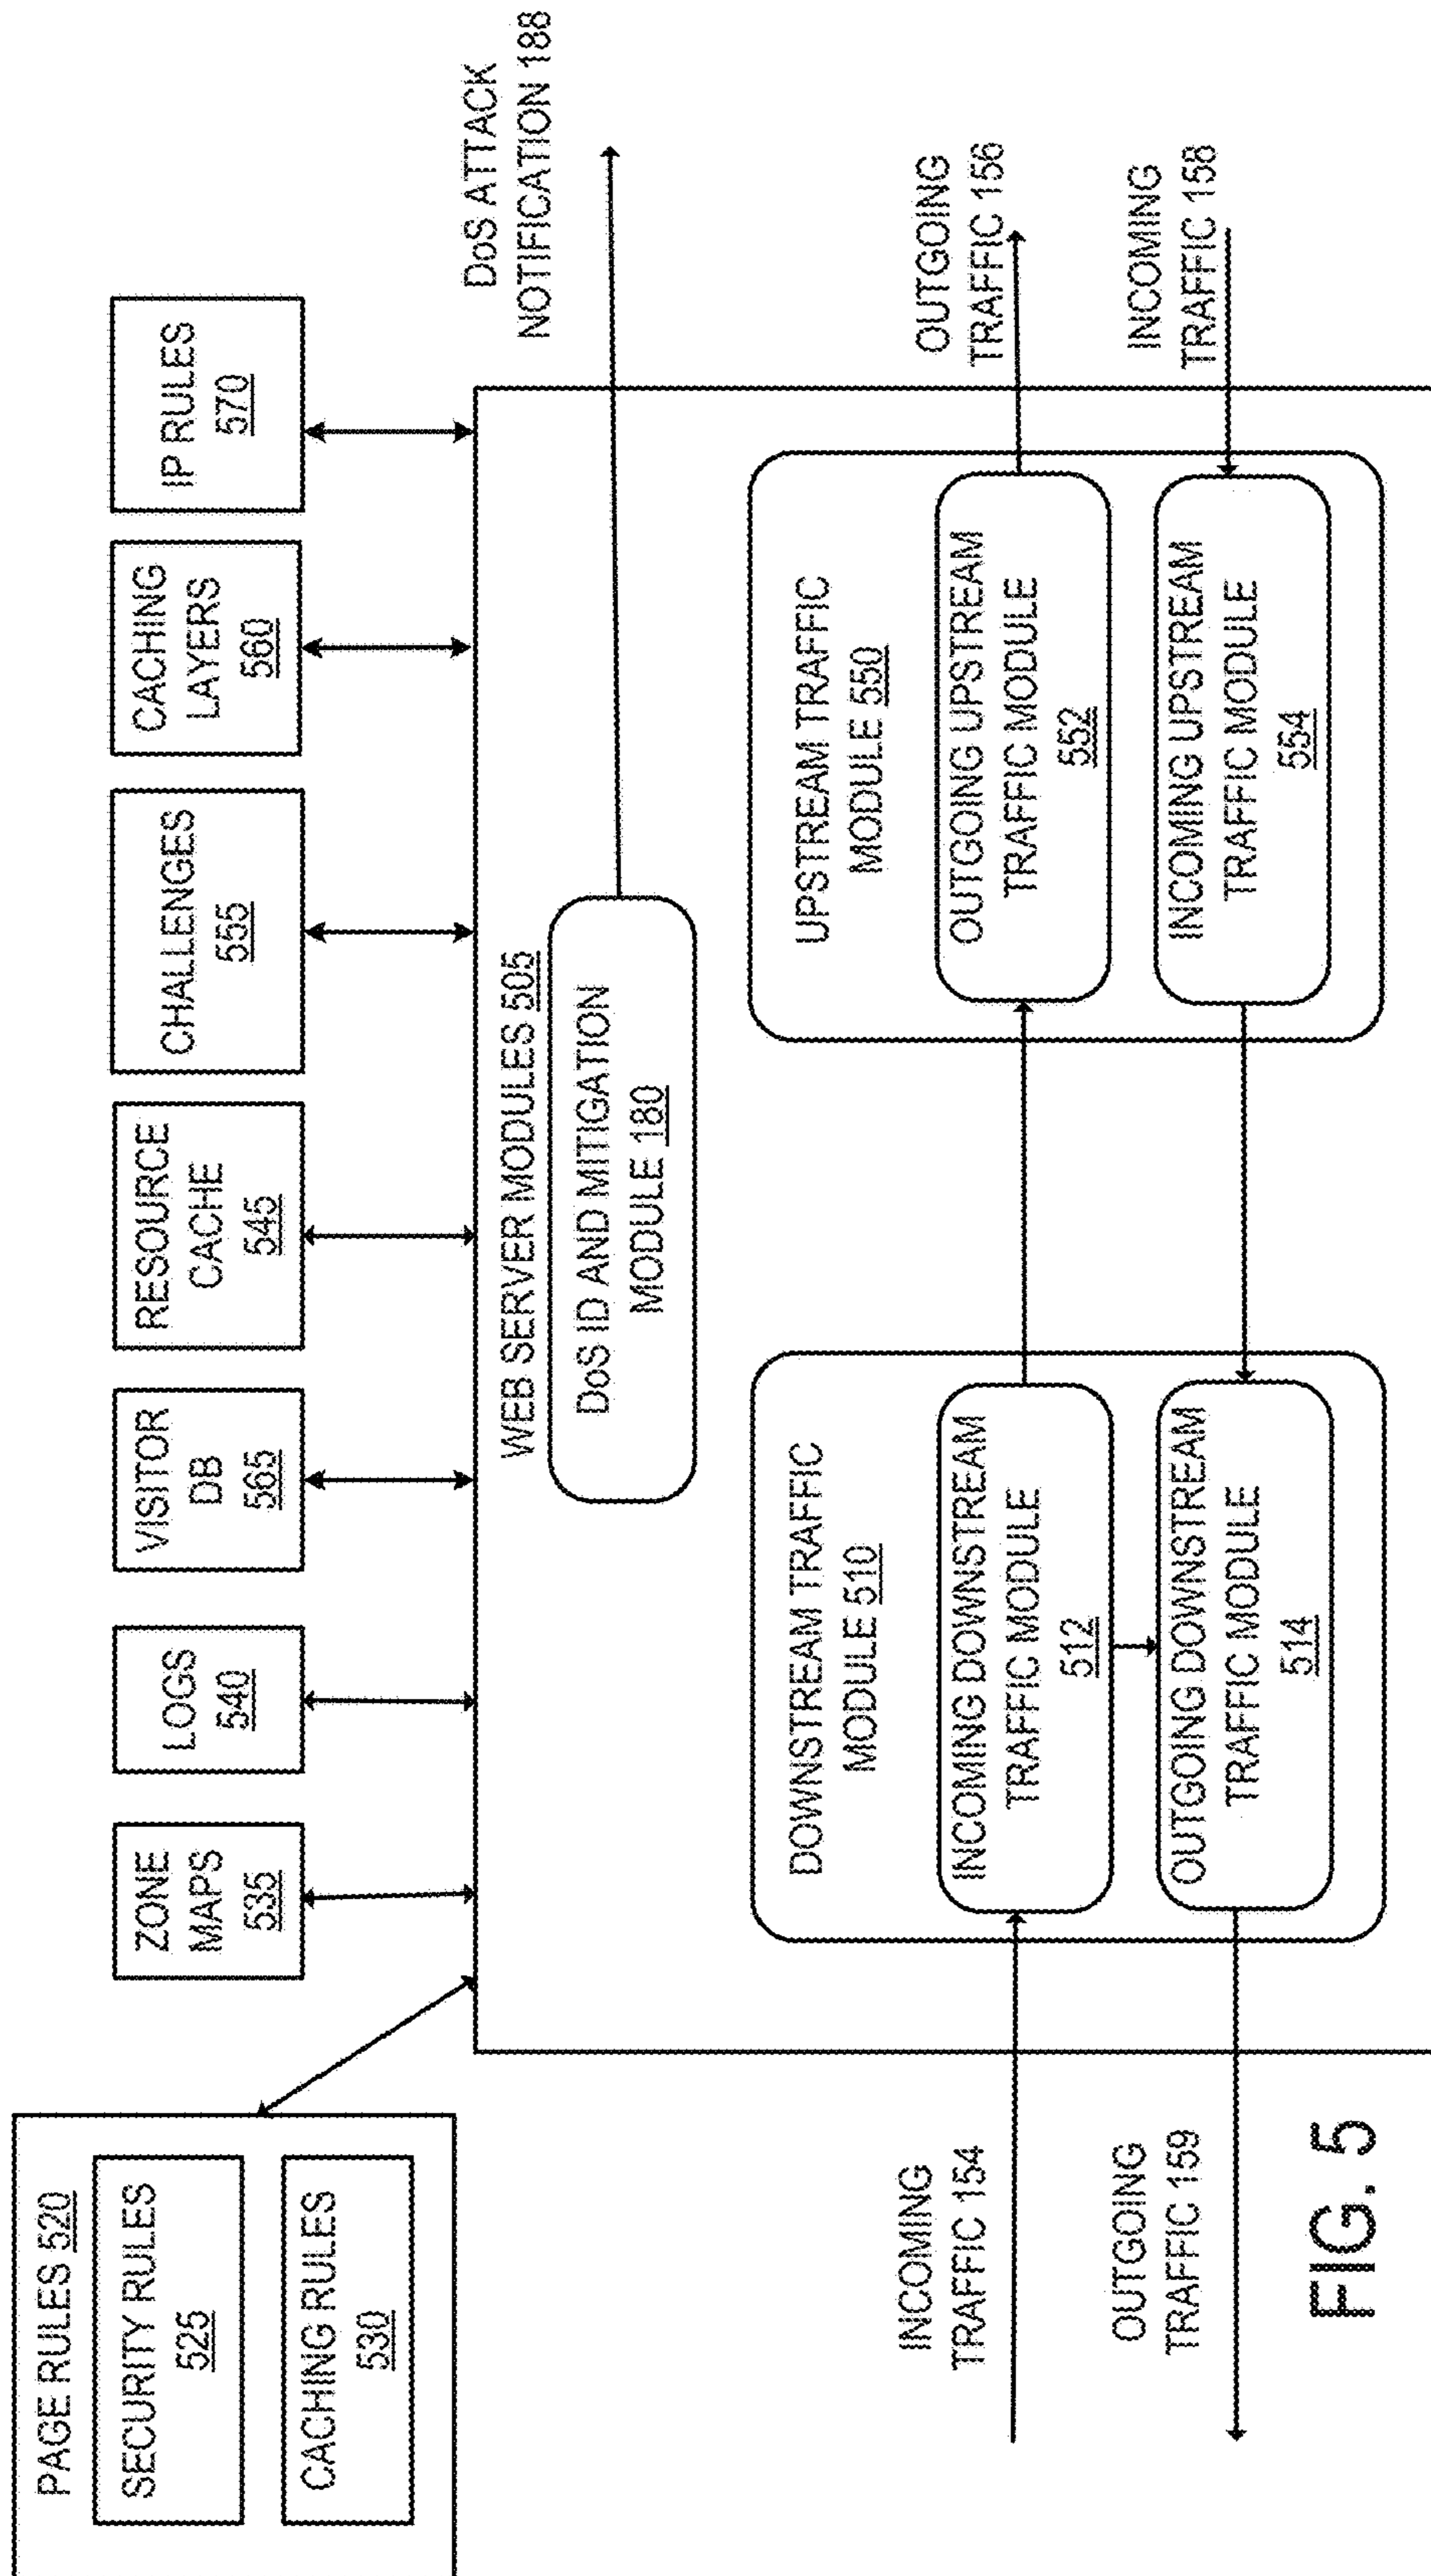 PAGE RULES 520
SECURITY RULES
525
CACHING RULES
530
ZONE
MAPS
535
LOGS
540
VISITOR
DB
565
RESOURCE
CACHE
545
CHALLENGES
555
CACHING
LAYERS
560
IP RULES
570
DoS ATTACK
NOTIFICATION 188
WEB SERVER MODULES 505
DoS ID AND MITIGATION
MODULE 180
DOWNSTREAM TRAFFIC
MODULE 510
INCOMING DOWNSTREAM
TRAFFIC MODULE
512
OUTGOING DOWNSTREAM
TRAFFIC MODULE
514
UPSTREAM TRAFFIC
MODULE 550
OUTGOING UPSTREAM
TRAFFIC MODULE
552
INCOMING UPSTREAM
TRAFFIC MODULE
554
INCOMING
TRAFFIC 154
OUTGOING
TRAFFIC 159
OUTGOING
TRAFFIC 156
INCOMING
TRAFFIC 158
FIG. 5